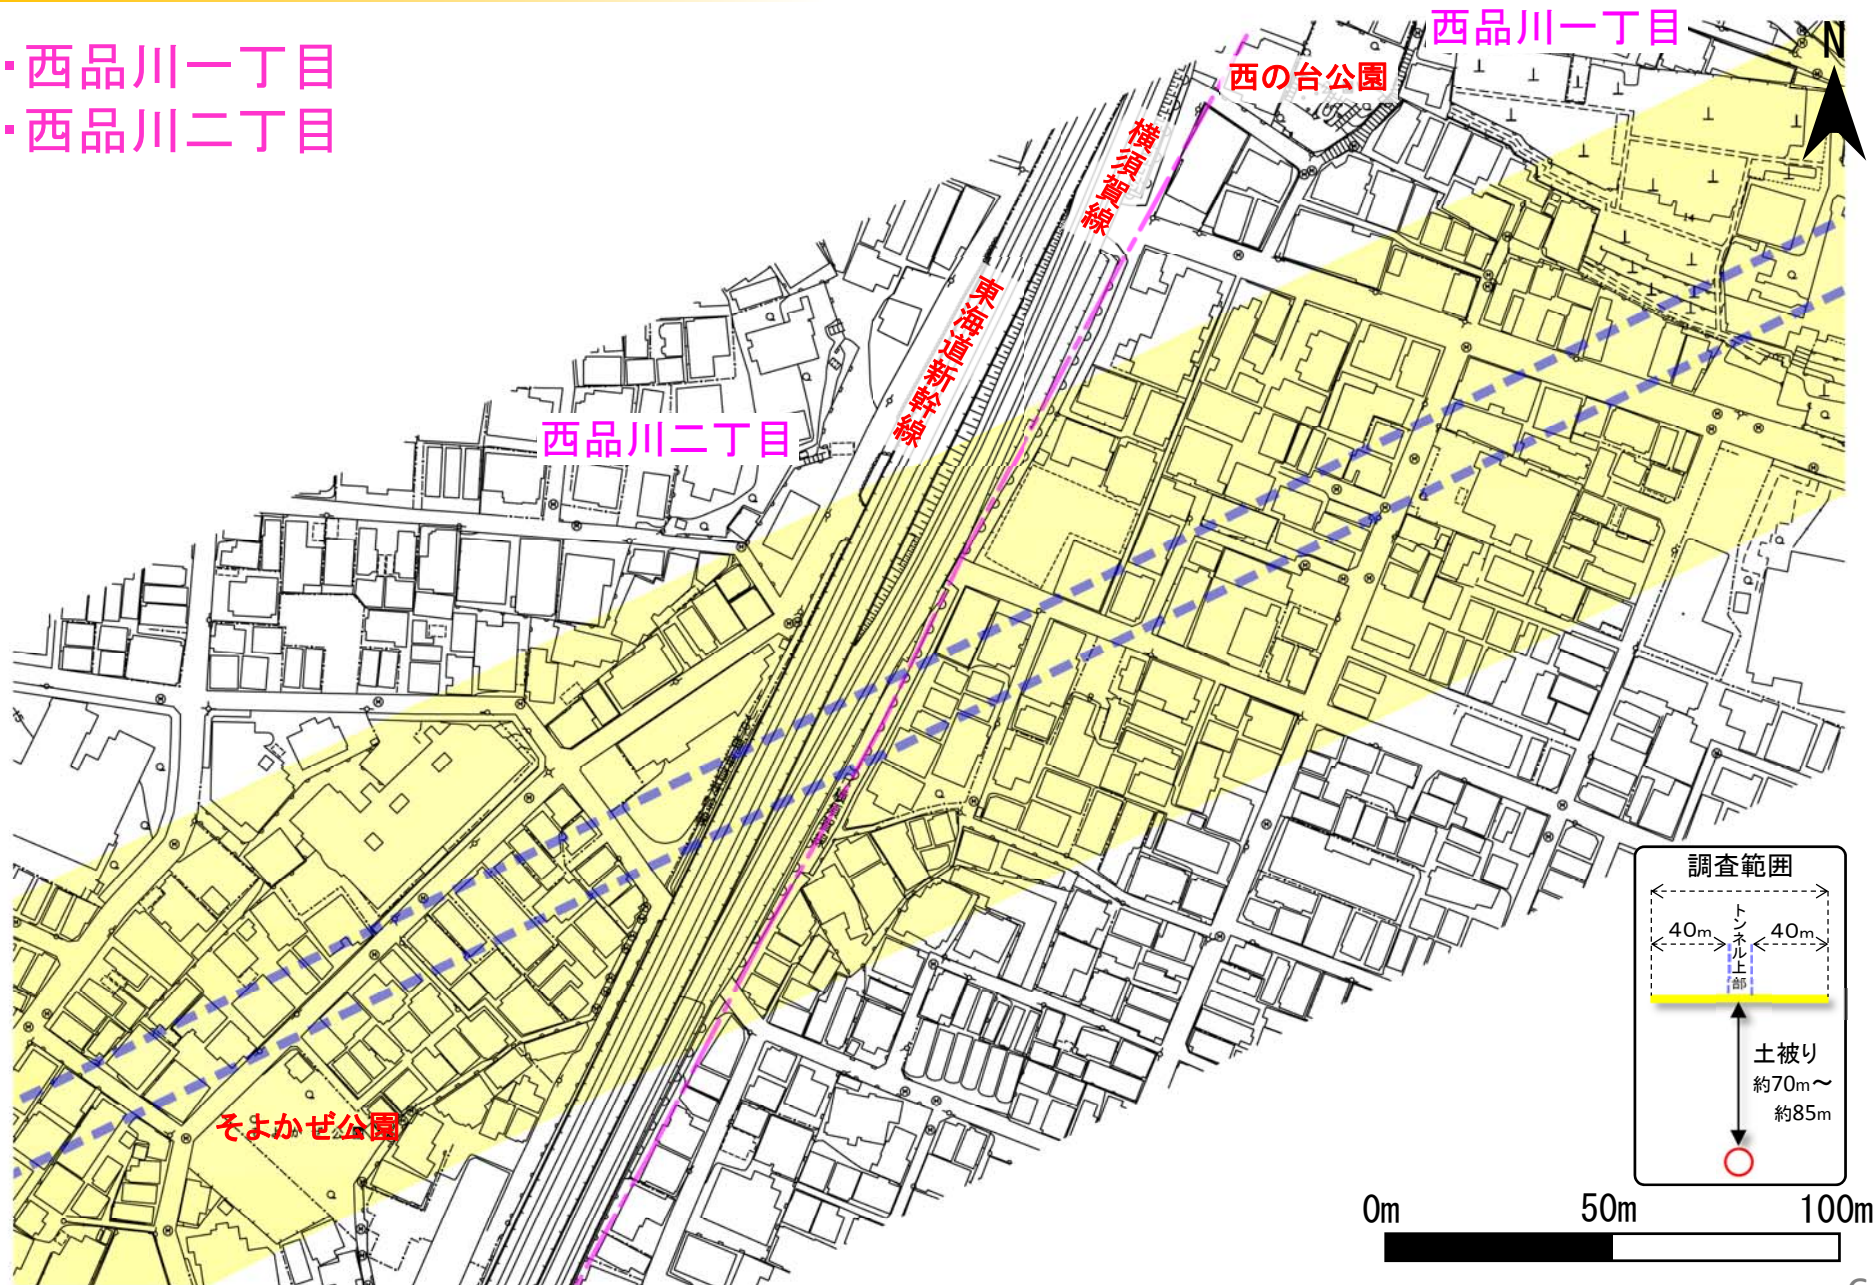 ・西品川一丁目
・西品川二丁目
西品川一丁目
N
西の台公園
横須賀線
東海道新幹線
西品川二丁目
そよかぜ公園
調査範囲
40m
トンネル上部
40m
土被り
約70m～
約85m
0m 50m 100m